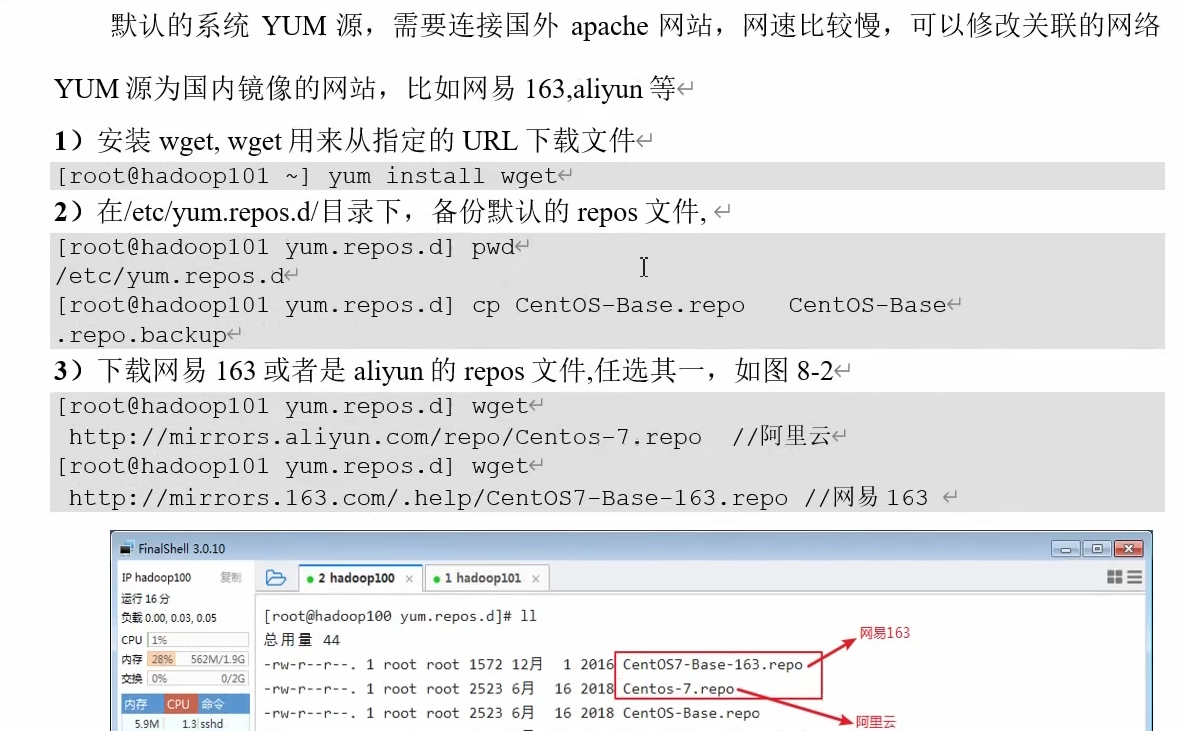 默认的系统 YUM 源，需要连接国外 apache 网站，网速比较慢，可以修改关联的网络
YUM 源为国内镜像的网站，比如网易 163,aliyun 等
1）安装 wget, wget 用来从指定的 URL 下载文件
[root@hadoop101 ~] yum install wget
2）在/etc/yum.repos.d/目录下，备份默认的 repos 文件,
[root@hadoop101 yum.repos.d] pwd
/etc/yum.repos.d
[root@hadoop101 yum.repos.d] cp CentOS-Base.repo   CentOS-Base
.repo.backup
3）下载网易 163 或者是 aliyun 的 repos 文件,任选其一，如图 8-2
[root@hadoop101 yum.repos.d] wget
http://mirrors.aliyun.com/repo/Centos-7.repo  //阿里云
[root@hadoop101 yum.repos.d] wget
http://mirrors.163.com/.help/CentOS7-Base-163.repo //网易 163
FinalShell 3.0.10
IP hadoop100 复制
运行 16 分
负载 0.00, 0.03, 0.05
CPU 1%
内存 28% 562M/1.9G
交换 0% 0/2G
内存 CPU 命令
5.9M 1.3 sshd
2 hadoop100 × 1 hadoop101 ×
[root@hadoop100 yum.repos.d]# ll
总用量 44
-rw-r--r--. 1 root root 1572 12月  1 2016 CentOS7-Base-163.repo
-rw-r--r--. 1 root root 2523 6月  16 2018 Centos-7.repo
-rw-r--r--. 1 root root 2523 6月  16 2018 CentOS-Base.repo
网易163
阿里云